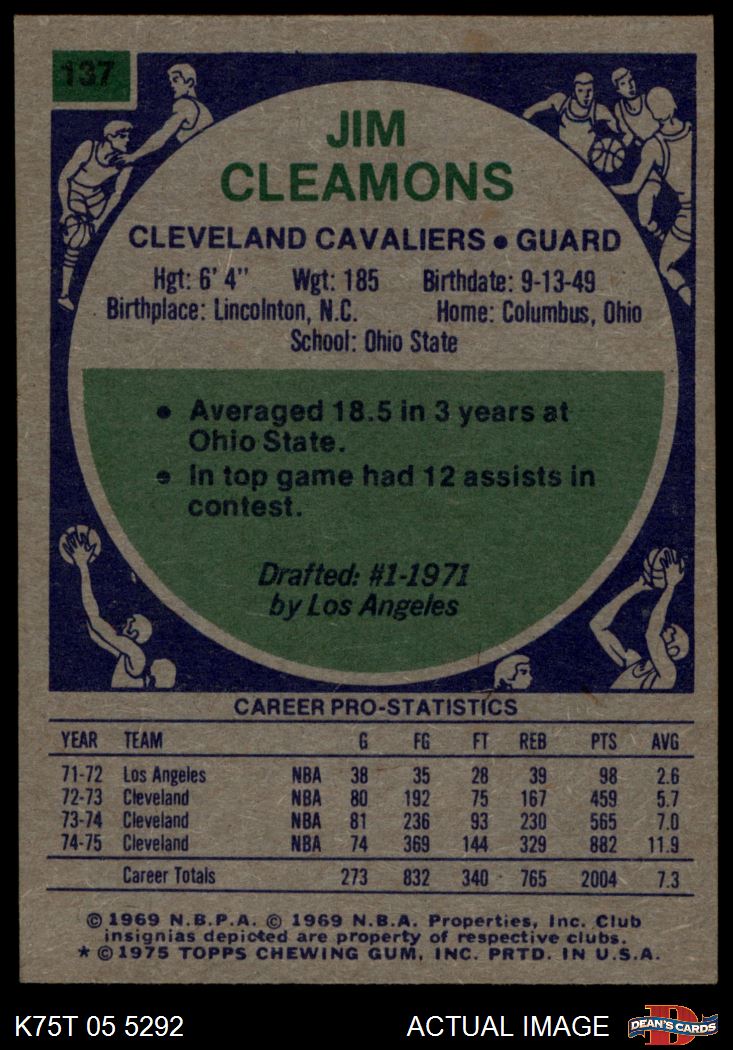 137
JIM
CLEAMONS
CLEVELAND CAVALIERS • GUARD
Hgt: 6' 4" Wgt: 185 Birthdate: 9-13-49
Birthplace: Lincolnton, N.C. Home: Columbus, Ohio
School: Ohio State
• Averaged 18.5 in 3 years at
Ohio State.
• In top game had 12 assists in
contest.
Drafted: #1-1971
by Los Angeles
CAREER PRO-STATISTICS
YEAR TEAM G FG FT REB PTS AVG
71-72 Los Angeles NBA 38 35 28 39 98 2.6
72-73 Cleveland NBA 80 192 75 167 459 5.7
73-74 Cleveland NBA 81 236 93 230 565 7.0
74-75 Cleveland NBA 74 369 144 329 882 11.9
Career Totals 273 832 340 765 2004 7.3
© 1969 N.B.P.A. © 1969 N.B.A. Properties, Inc. Club
insignias depicted are property of respective clubs.
* © 1975 TOPPS CHEWING GUM, INC. PRTD. IN U.S.A.
K75T 05 5292 ACTUAL IMAGE DEAN'S CARDS